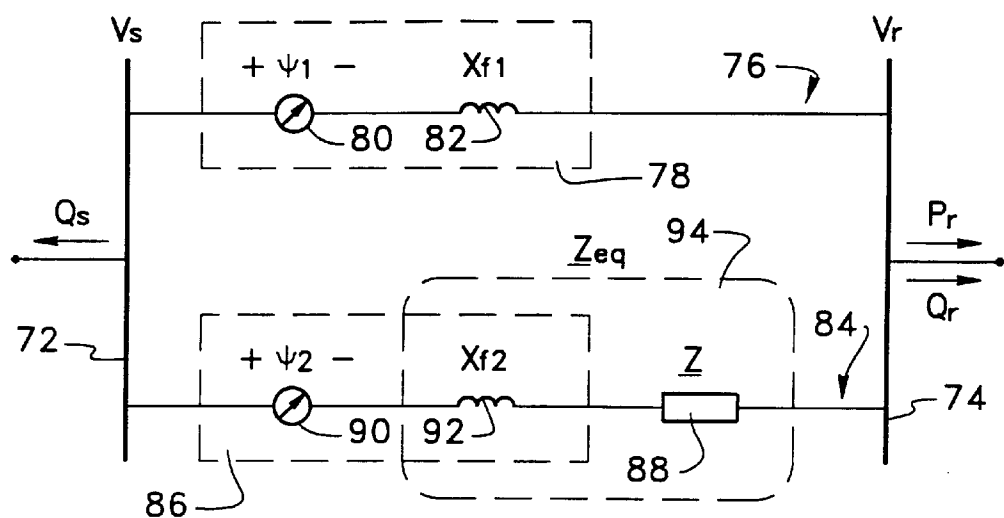 Vs
Vr
+ ψ1 -
Xf1
76
80
82
78
Qs
Pr
94
Zeq
Qr
72
84
+ ψ2 -
Xf2
Z
74
90
92
88
86